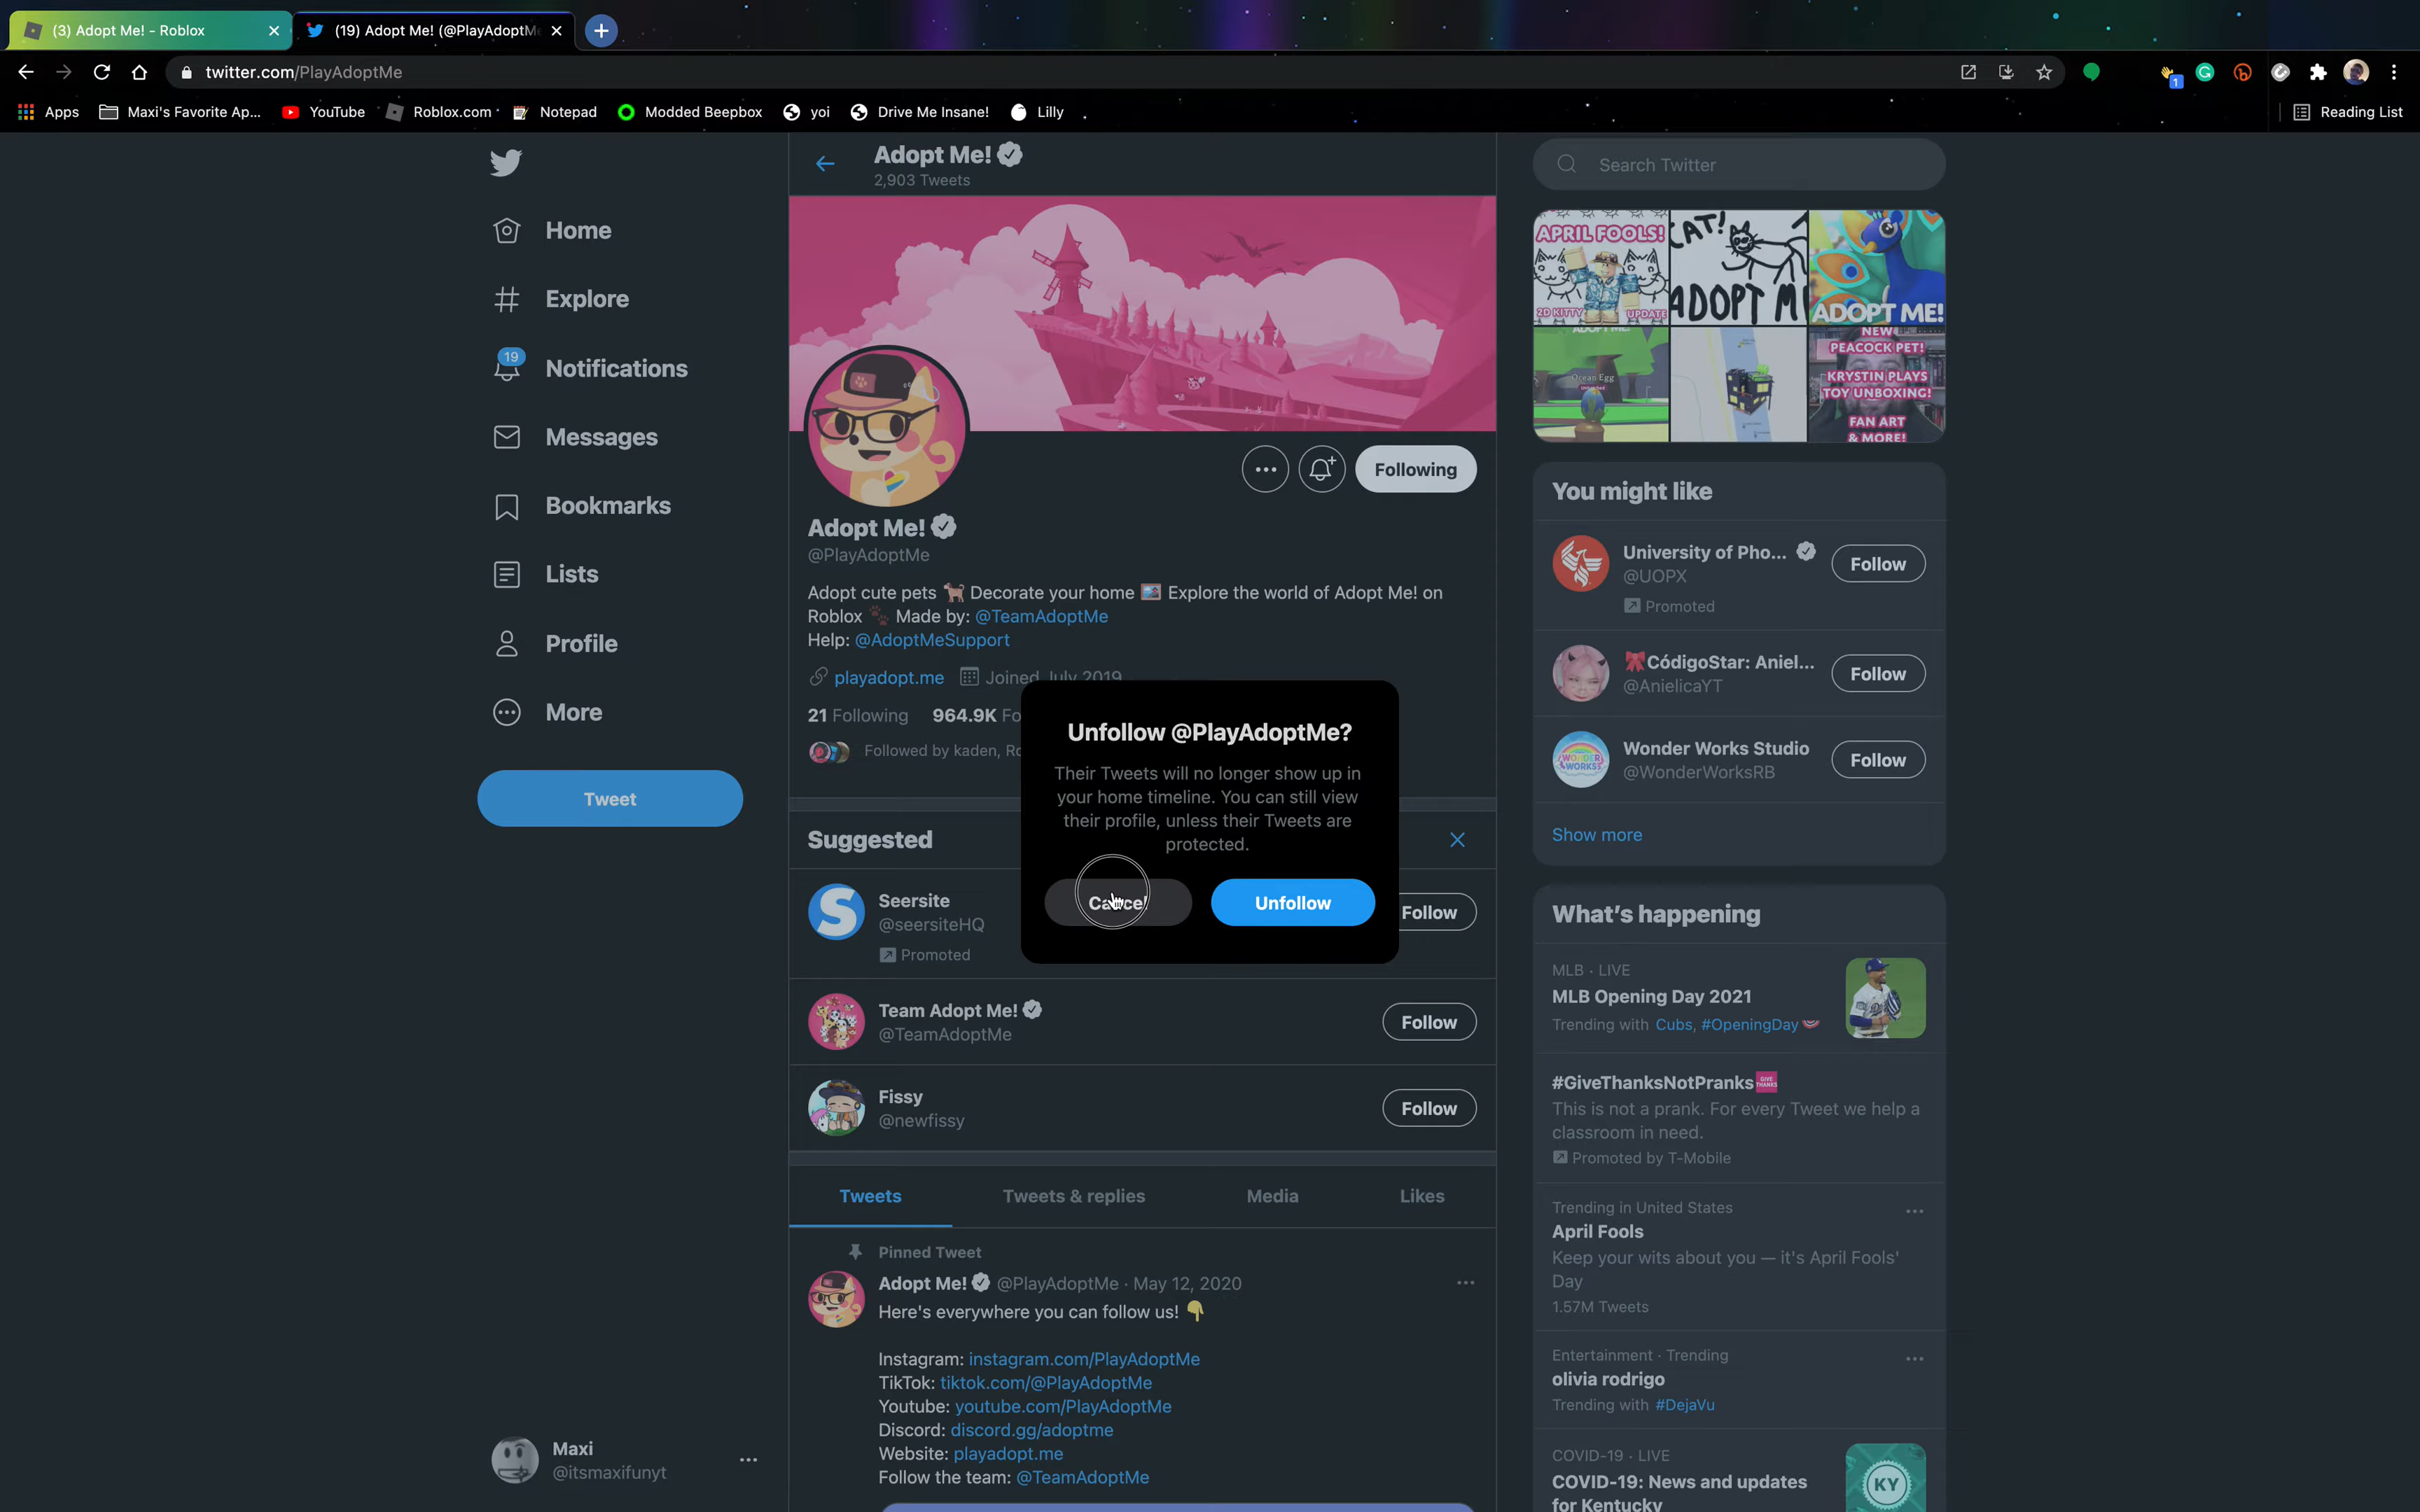 (3) Adopt Me! - Roblox
(19) Adopt Me! (@PlayAdoptMe
twitter.com/PlayAdoptMe
1
Apps
Maxi's Favorite Ap...
YouTube
Roblox.com
Notepad
Modded Beepbox
yoi
Drive Me Insane!
Lilly
Reading List
Home
Explore
19
Notifications
Messages
Bookmarks
Lists
Profile
More
Tweet
Maxi
@itsmaxifunyt
Adopt Me!
2,903 Tweets
Following
Adopt Me!
@PlayAdoptMe
Adopt cute pets 🐕 Decorate your home 🖼️ Explore the world of Adopt Me! on
Roblox 🐾 Made by: @TeamAdoptMe
Help: @AdoptMeSupport
playadopt.me Joined July 2019
21 Following 964.9K Fo
Followed by kaden, Ro
Unfollow @PlayAdoptMe?
Their Tweets will no longer show up in
your home timeline. You can still view
their profile, unless their Tweets are
protected.
Cancel
Unfollow
Suggested
Seersite
@seersiteHQ
Promoted
Follow
Team Adopt Me!
@TeamAdoptMe
Follow
Fissy
@newfissy
Follow
Tweets
Tweets & replies
Media
Likes
Pinned Tweet
Adopt Me! @PlayAdoptMe · May 12, 2020
Here's everywhere you can follow us! 👇
Instagram: instagram.com/PlayAdoptMe
TikTok: tiktok.com/@PlayAdoptMe
Youtube: youtube.com/PlayAdoptMe
Discord: discord.gg/adoptme
Website: playadopt.me
Follow the team: @TeamAdoptMe
Search Twitter
APRIL FOOLS!
2D KITTY UPDATE
CAT!
ADOPT M
ADOPT ME!
Ocean Egg
NEW
PEACOCK PET!
KRYSTIN PLAYS
TOY UNBOXING!
FAN ART
& MORE!
You might like
University of Pho...
@UOPX
Promoted
Follow
🎀CódigoStar: Aniel...
@AnielicaYT
Follow
Wonder Works Studio
@WonderWorksRB
Follow
Show more
What's happening
MLB · LIVE
MLB Opening Day 2021
Trending with Cubs, #OpeningDay
#GiveThanksNotPranks
This is not a prank. For every Tweet we help a
classroom in need.
Promoted by T-Mobile
Trending in United States
April Fools
Keep your wits about you — it's April Fools'
Day
1.57M Tweets
Entertainment · Trending
olivia rodrigo
Trending with #DejaVu
COVID-19 · LIVE
COVID-19: News and updates
for Kentucky
KY